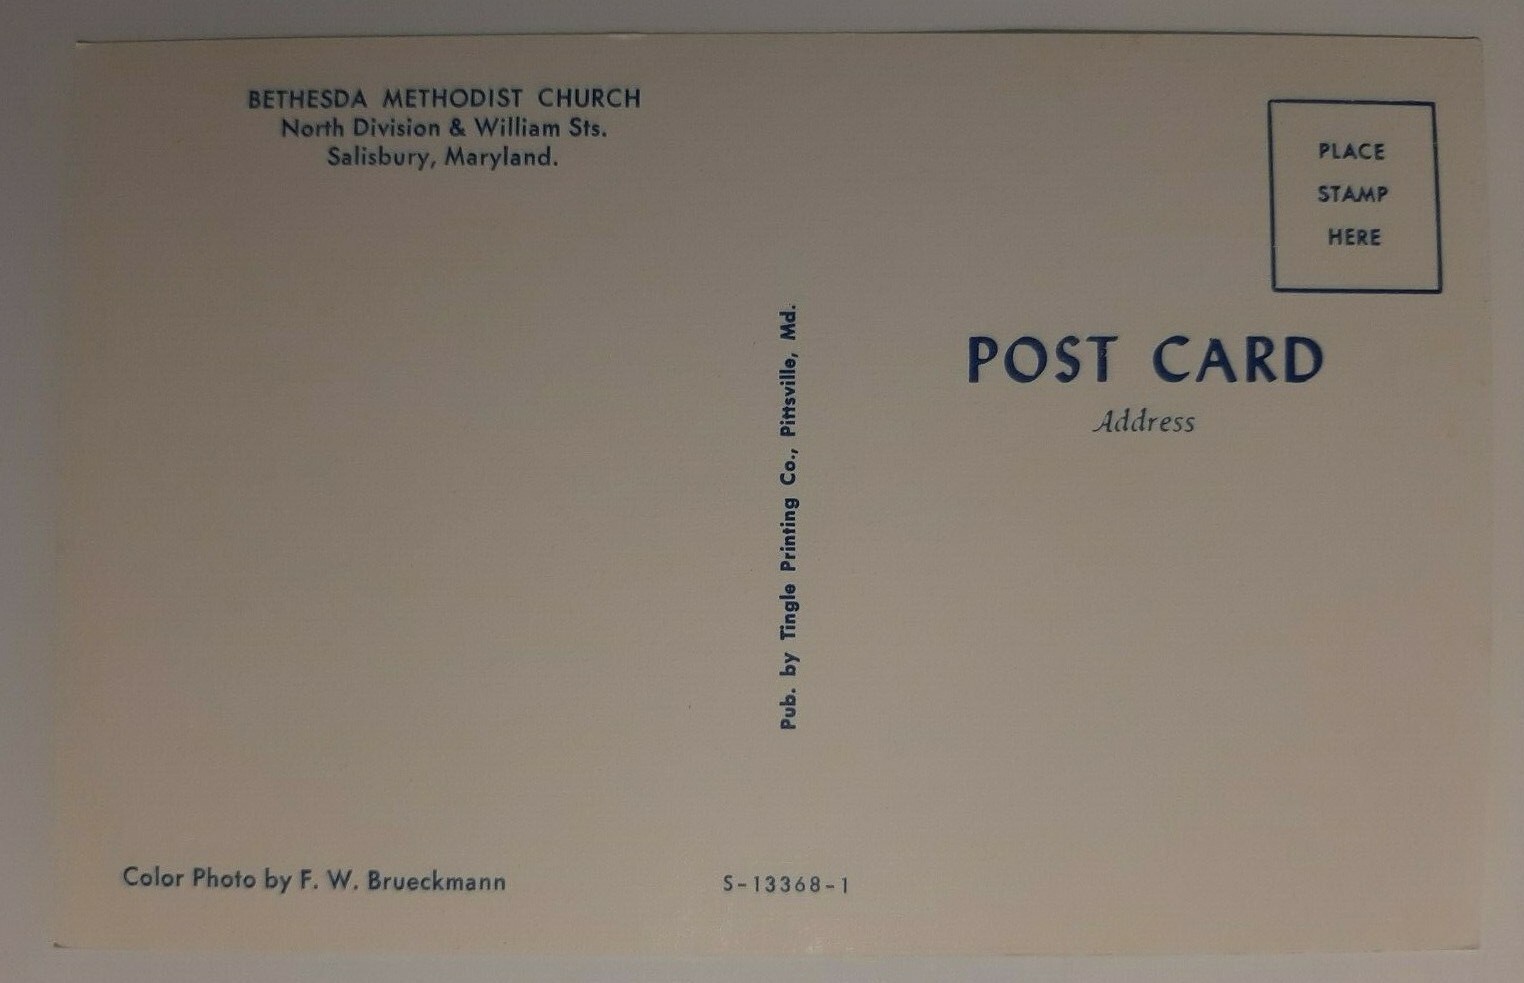 BETHESDA METHODIST CHURCH
North Division & William Sts.
Salisbury, Maryland.
PLACE
STAMP
HERE
POST CARD
Address
Pub. by Tingle Printing Co., Pittsville, Md.
Color Photo by F. W. Brueckmann
S-13368-1